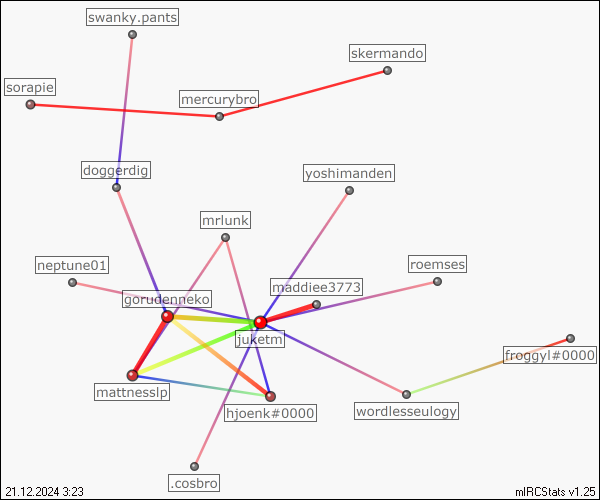 swanky.pants
skermando
sorapie
mercurybro
doggerdig
yoshimanden
mrlunk
neptune01
roemses
maddiee3773
gorudenneko
juketm
froggyl#0000
mattnesslp
hjoenk#0000
wordlesseulogy
.cosbro
21.12.2024 3:23
mIRCStats v1.25